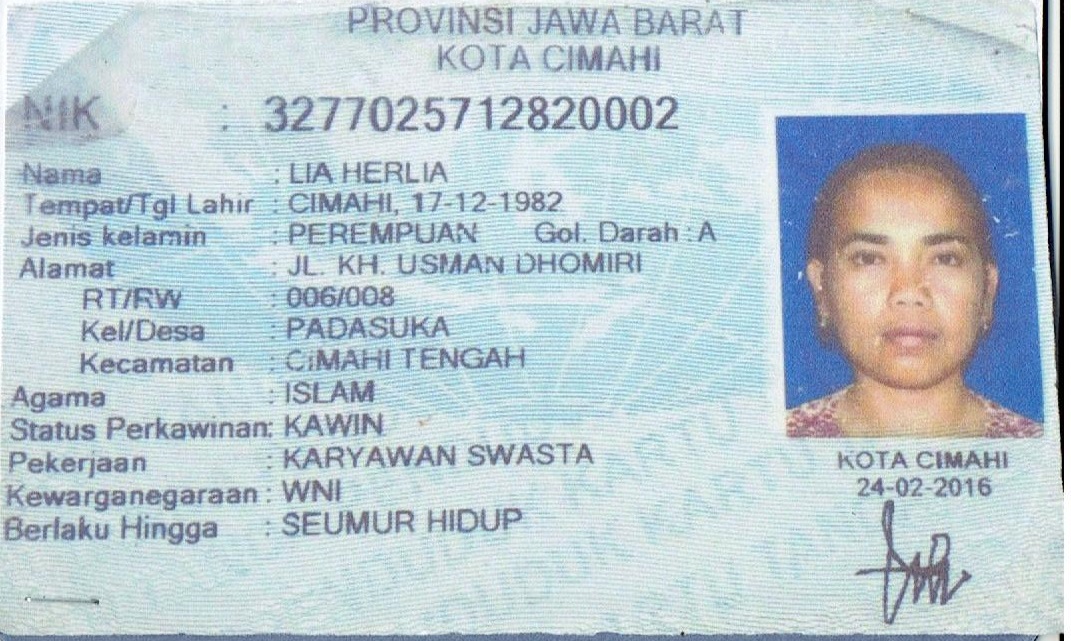 PROVINSI JAWA BARAT
KOTA CIMAHI
NIK : 3277025712820002
Nama : LIA HERLIA
Tempat/Tgl Lahir : CIMAHI, 17-12-1982
Jenis kelamin : PEREMPUAN Gol. Darah : A
Alamat : JL. KH. USMAN DHOMIRI
RT/RW : 006/008
Kel/Desa : PADASUKA
Kecamatan : CIMAHI TENGAH
Agama : ISLAM
Status Perkawinan: KAWIN
Pekerjaan : KARYAWAN SWASTA
Kewarganegaraan : WNI
Berlaku Hingga : SEUMUR HIDUP
KOTA CIMAHI
24-02-2016